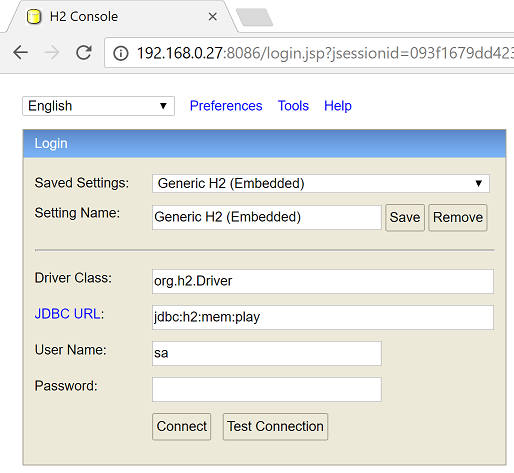 H2 Console
192.168.0.27:8086/login.jsp?jsessionid=093f1679dd423
English Preferences Tools Help
Login
Saved Settings: Generic H2 (Embedded)
Setting Name: Generic H2 (Embedded) Save Remove
Driver Class: org.h2.Driver
JDBC URL: jdbc:h2:mem:play
User Name: sa
Password:
Connect Test Connection